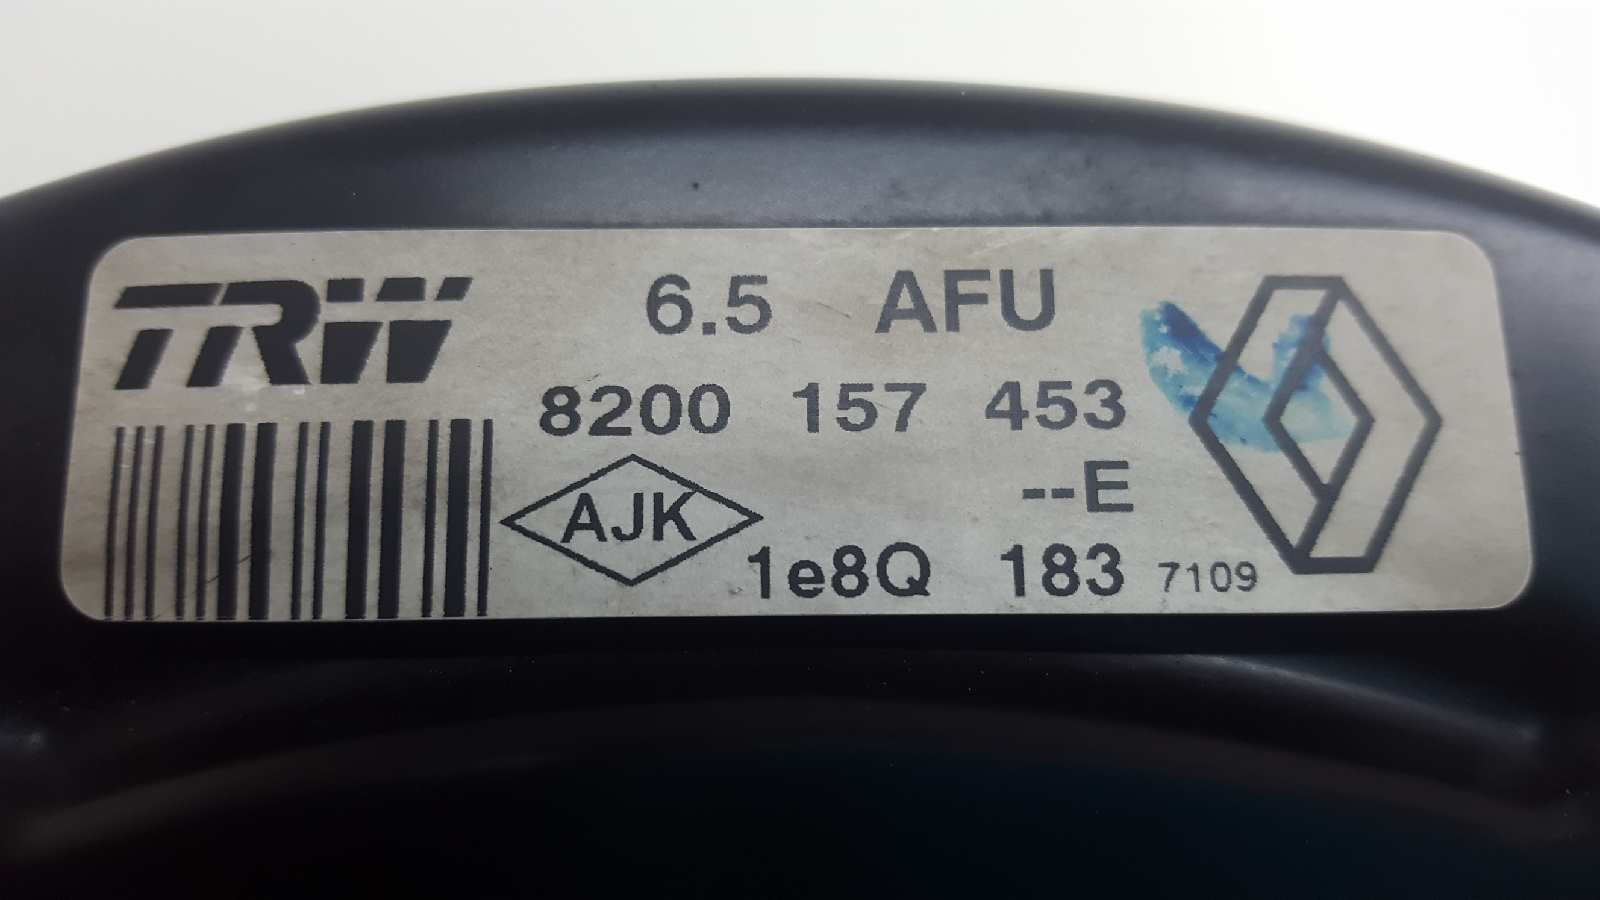 TRW
6.5 AFU
8200 157 453
--E
AJK
1e8Q 183 7109